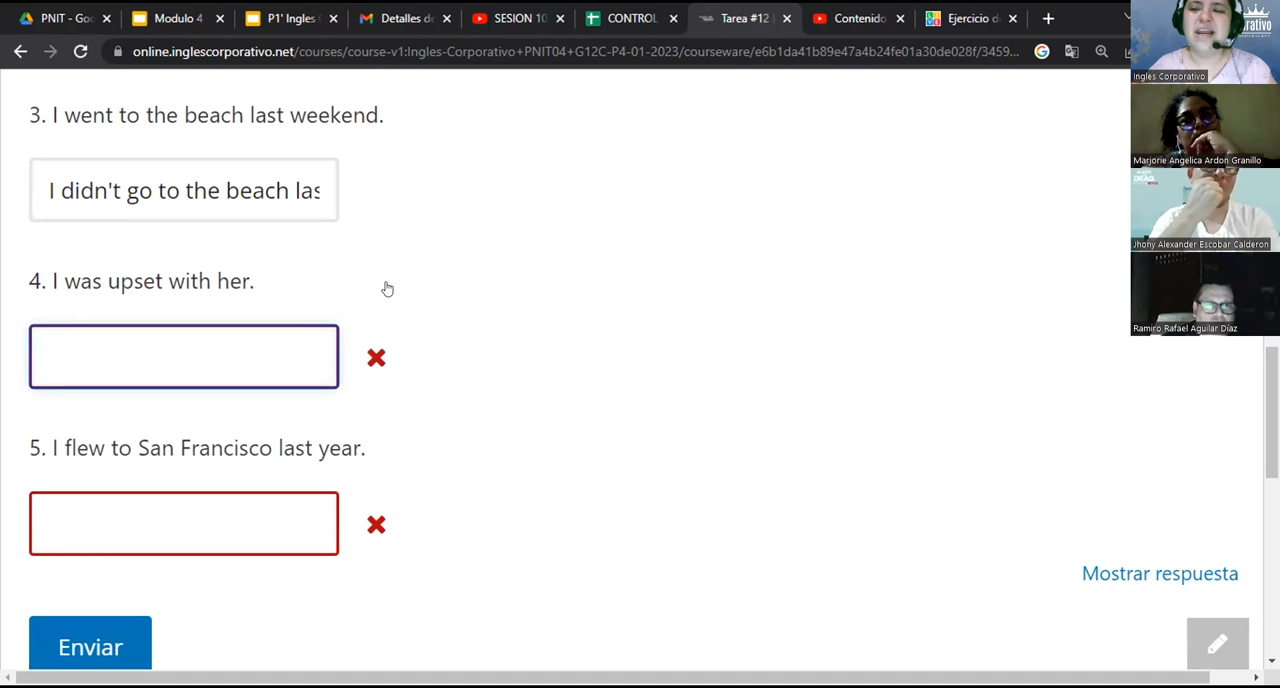 PNIT - Goo
Modulo 4
P1' Ingles
Detalles de
SESION 10
CONTROL
Tarea #12
Contenido
Ejercicio d
online.inglescorporativo.net/courses/course-v1:Ingles-Corporativo+PNIT04+G12C-P4-01-2023/courseware/e6b1da41b89e47a4b24fe01a30de028f/3459...
Ingles Corporativo
Marjorie Angelica Ardon Granillo
Jhony Alexander Escobar Calderon
Ramiro Rafael Aguilar Díaz
3. I went to the beach last weekend.
I didn't go to the beach las
4. I was upset with her.
5. I flew to San Francisco last year.
Mostrar respuesta
Enviar